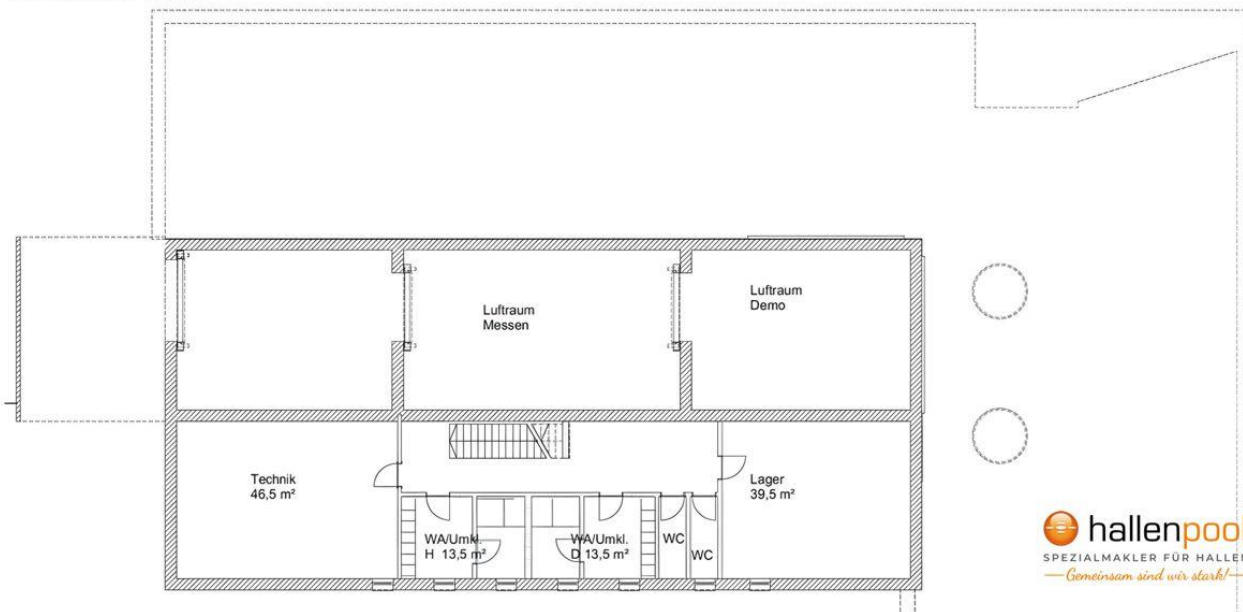 Luftraum
Messen
Luftraum
Demo
Technik
46,5 m²
Lager
39,5 m²
WA/Umkl.
H 13,5 m²
WA/Umkl.
D 13,5 m²
WC
WC
hallenpoo
SPEZIALMAKLER FÜR HALLEN
Gemeinsam sind wir stark!